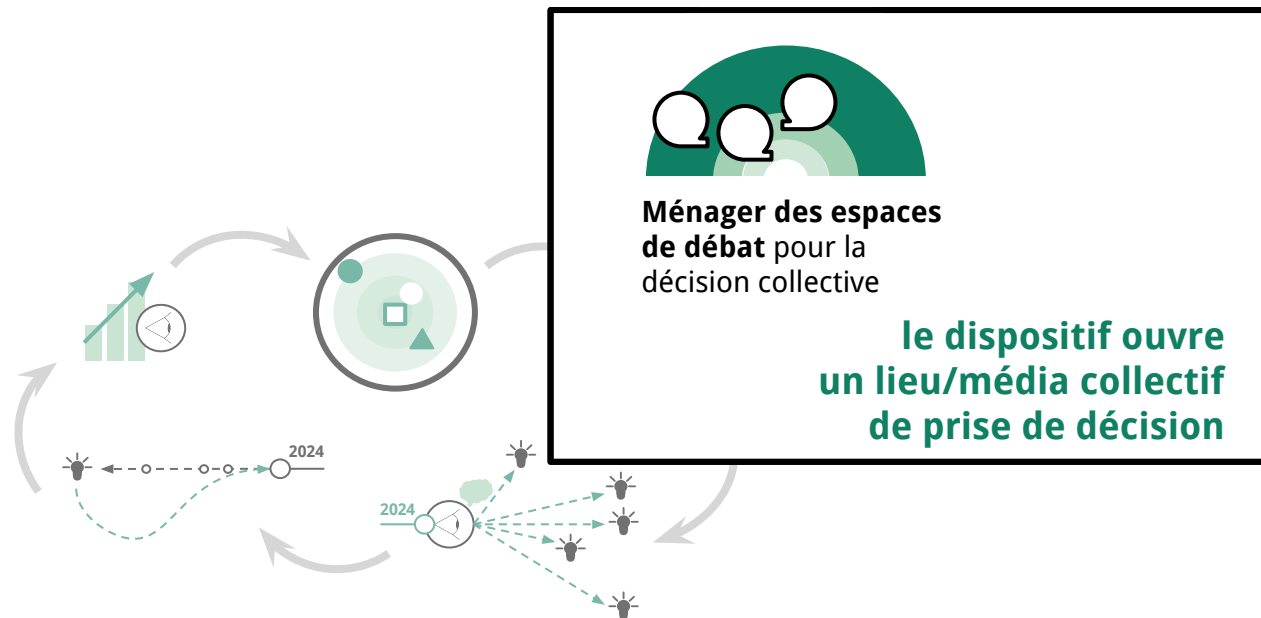 Ménager des espaces
de débat pour la
décision collective
le dispositif ouvre
un lieu/média collectif
de prise de décision
2024
2024